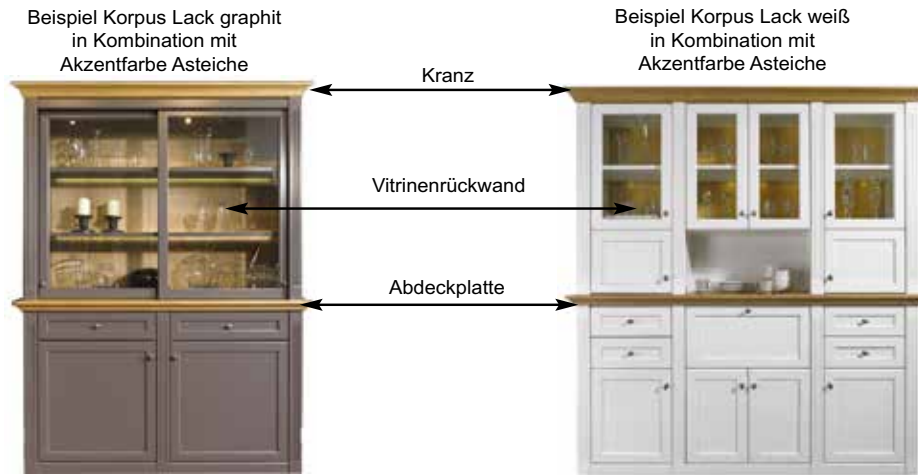 Beispiel Korpus Lack graphit
in Kombination mit
Akzentfarbe Asteiche
Beispiel Korpus Lack weiß
in Kombination mit
Akzentfarbe Asteiche
Kranz
Vitrinenrückwand
Abdeckplatte